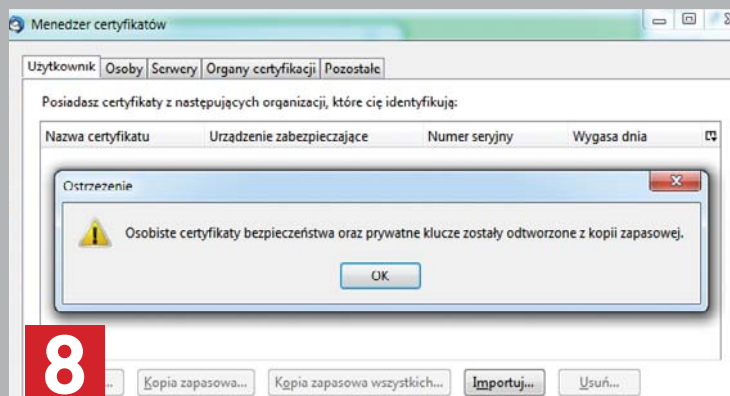 Menedzer certyfikatów
Użytkownik Osoby Serwery Organy certyfikacji Pozostałe
Posiadasz certyfikaty z następujących organizacji, które cię identyfikują:
Nazwa certyfikatu Urządzenie zabezpieczające Numer seryjny Wygasa dnia
Ostrzeżenie
Osobiste certyfikaty bezpieczeństwa oraz prywatne klucze zostały odtworzone z kopii zapasowej.
OK
8 ... Kopia zapasowa... Kopia zapasowa wszystkich... Importuj... Usuń...